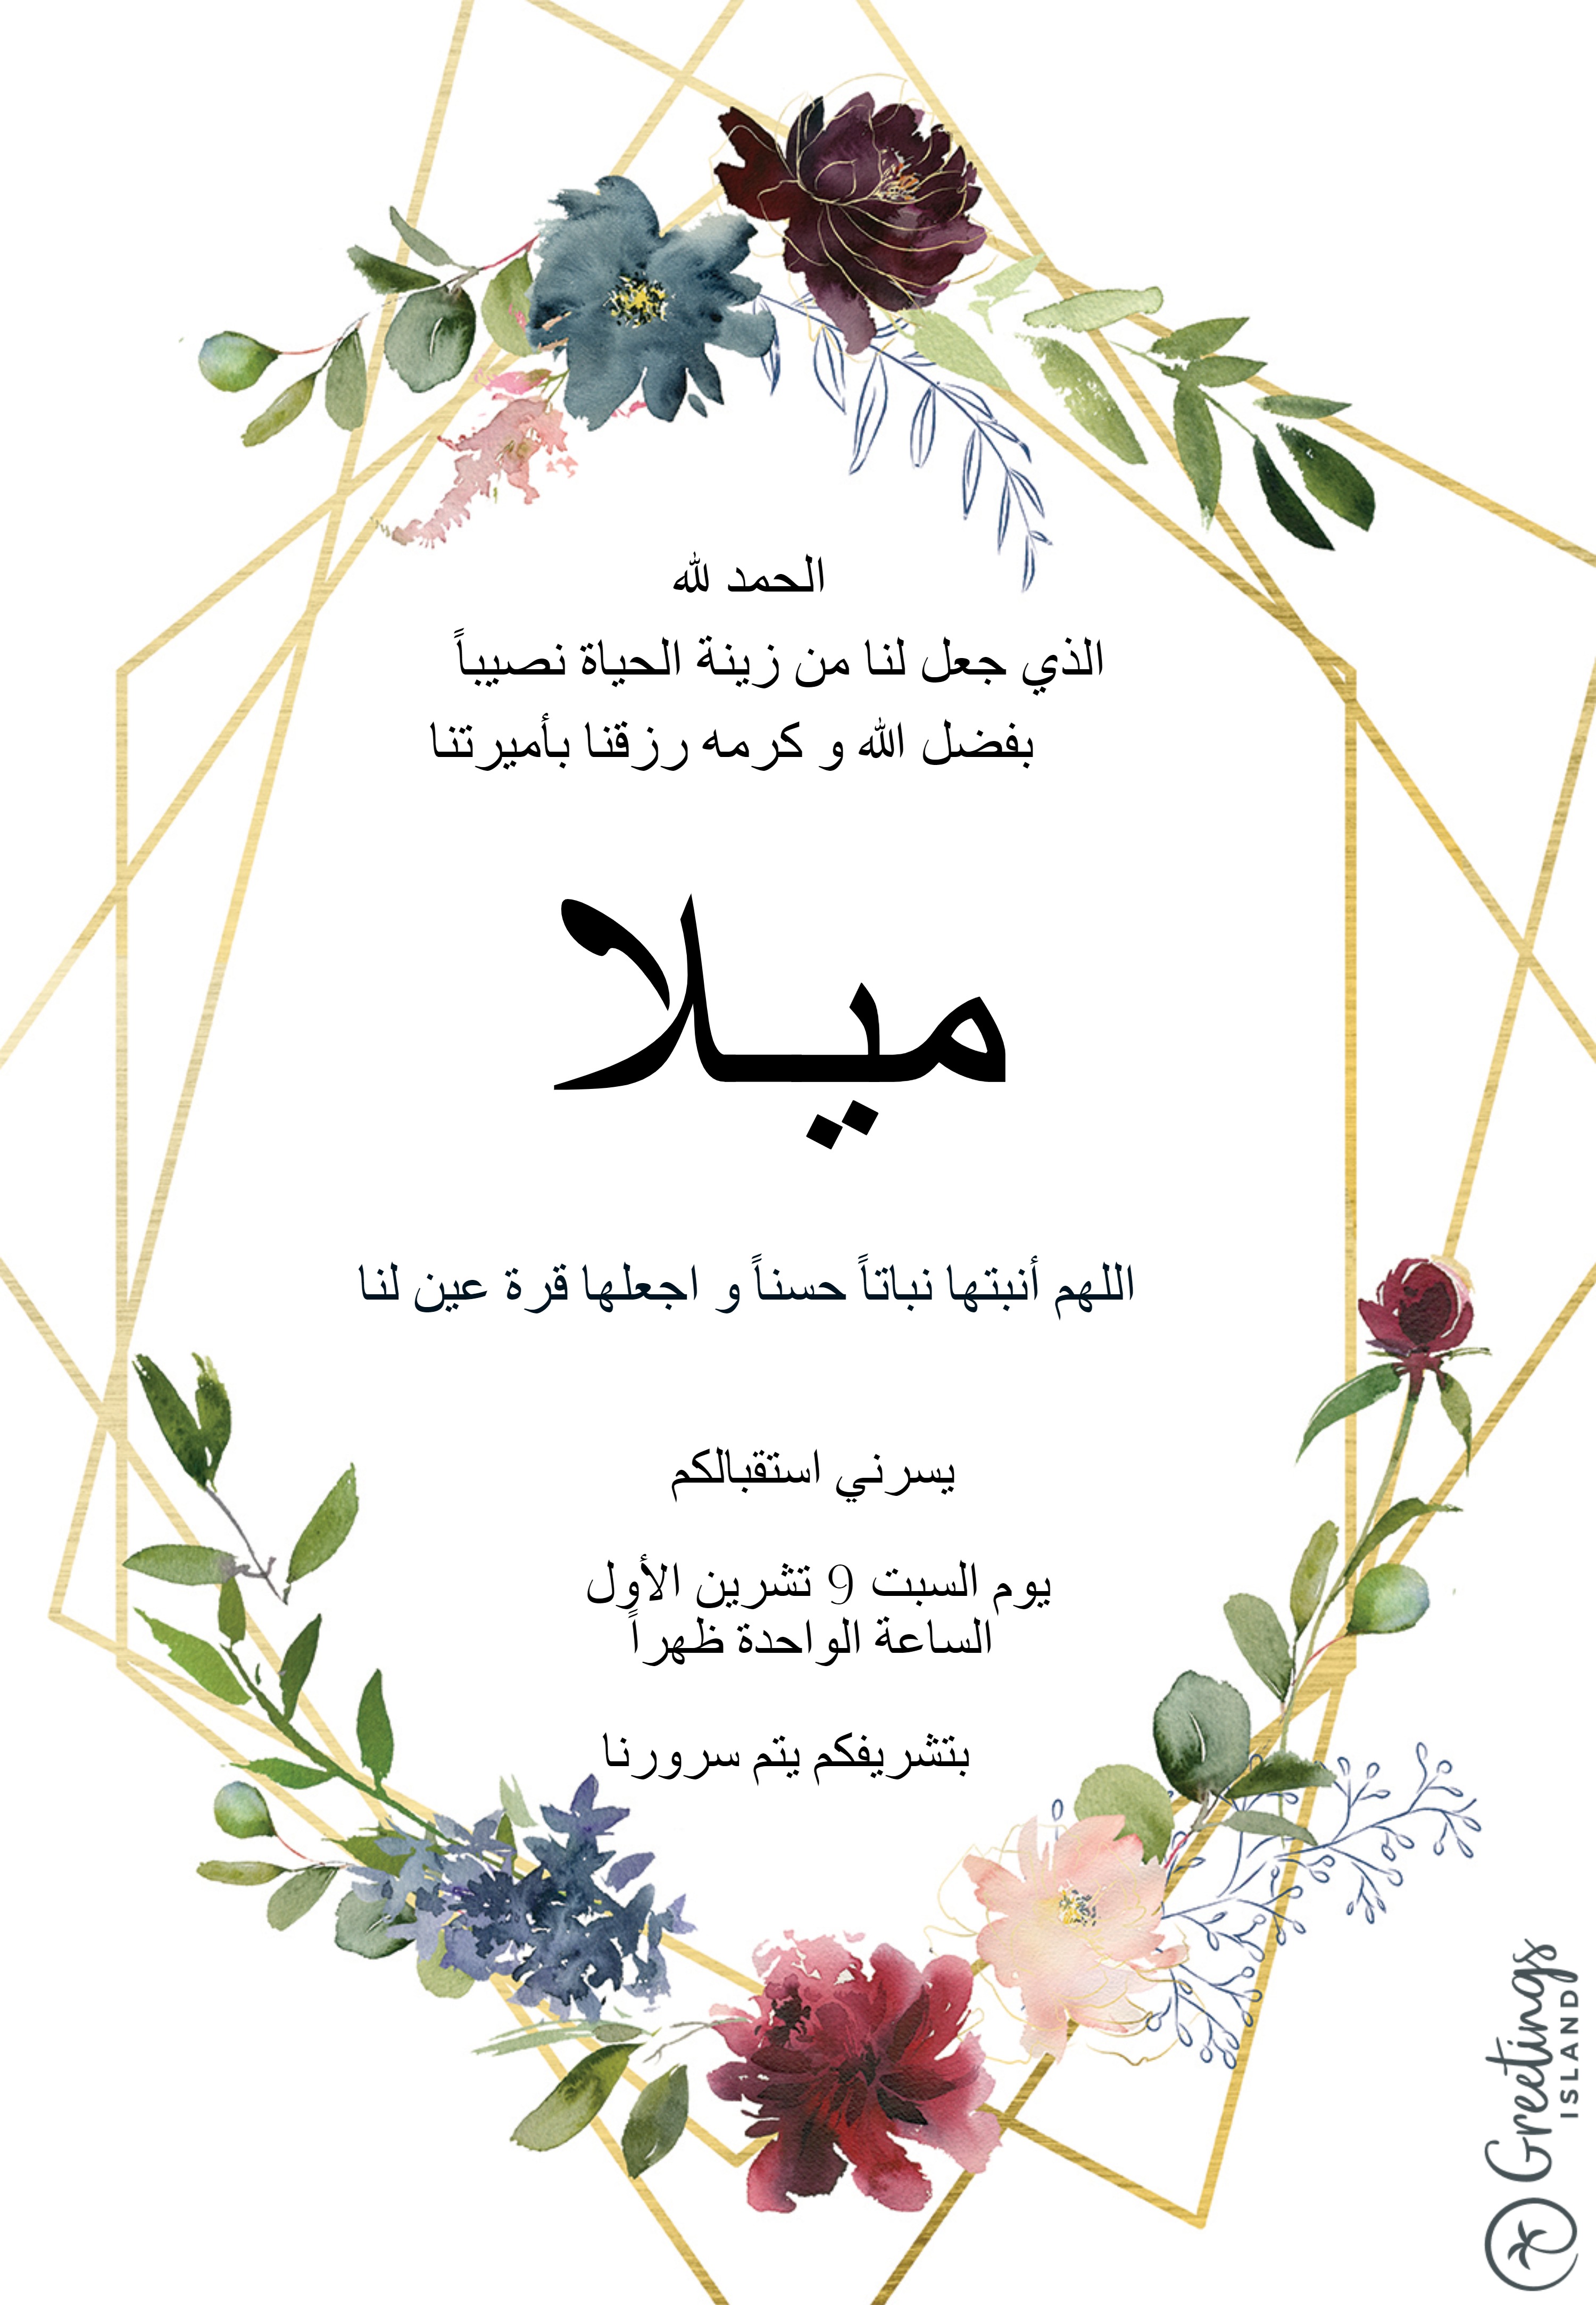 الحمد لله
الذي جعل لنا من زينة الحياة نصيباً
بفضل الله و كرمه رزقنا بأميرتنا
ميلا
اللهم أنبتها نباتاً حسناً و اجعلها قرة عين لنا
يسرني استقبالكم
يوم السبت 9 تشرين الأول
الساعة الواحدة ظهراً
بتشريفكم يتم سرورنا
Greetings
ISLAND